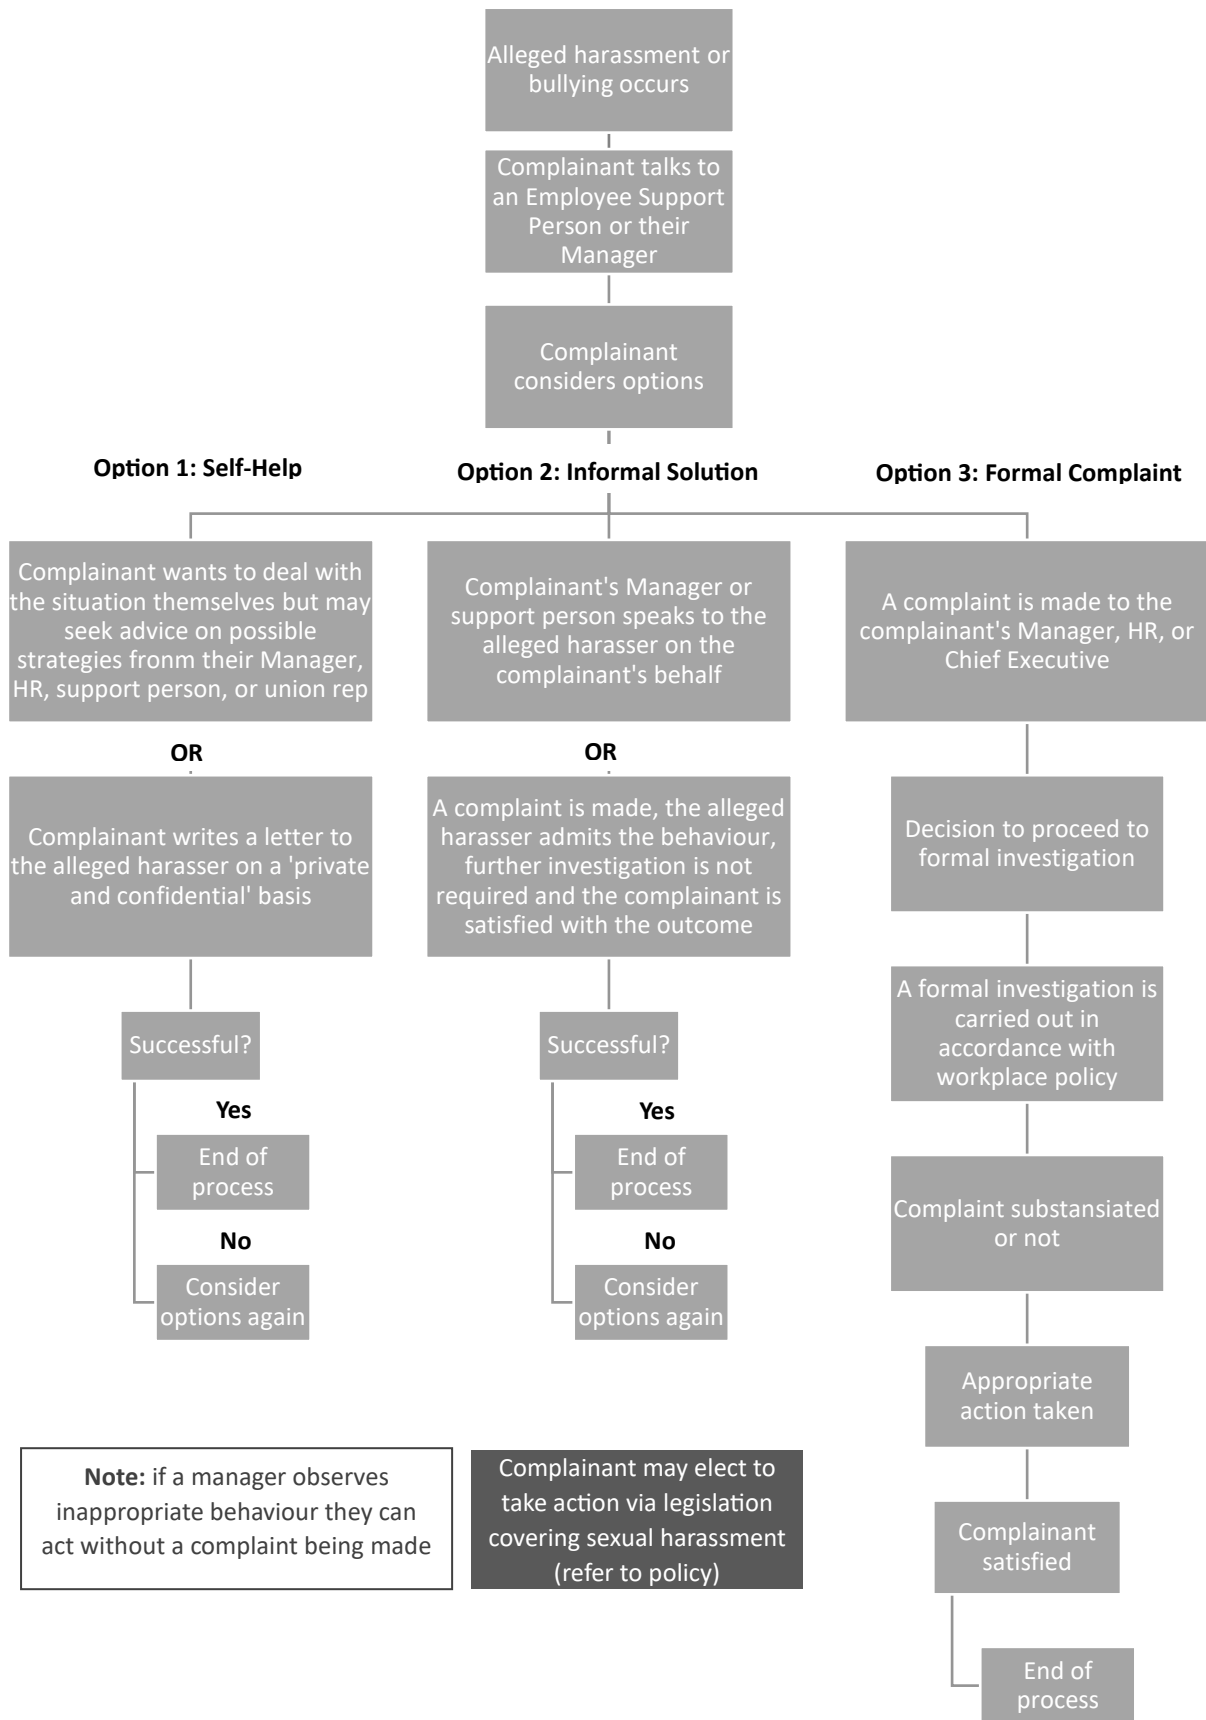 Alleged harassment or
bullying occurs
Complainant talks to
an Employee Support
Person or their
Manager
Complainant
considers options
Option 1: Self-Help
Option 2: Informal Solution
Option 3: Formal Complaint
Complainant wants to deal with
the situation themselves but may
seek advice on possible
strategies fronm their Manager,
HR, support person, or union rep
OR
Complainant writes a letter to
the alleged harasser on a 'private
and confidential' basis
Successful?
Yes
End of
process
No
Consider
options again
Complainant's Manager or
support person speaks to the
alleged harasser on the
complainant's behalf
OR
A complaint is made, the alleged
harasser admits the behaviour,
further investigation is not
required and the complainant is
satisfied with the outcome
Successful?
Yes
End of
process
No
Consider
options again
A complaint is made to the
complainant's Manager, HR, or
Chief Executive
Decision to proceed to
formal investigation
A formal investigation is
carried out in
accordance with
workplace policy
Complaint substansiated
or not
Appropriate
action taken
Complainant
satisfied
End of
process
Note: if a manager observes
inappropriate behaviour they can
act without a complaint being made
Complainant may elect to
take action via legislation
covering sexual harassment
(refer to policy)